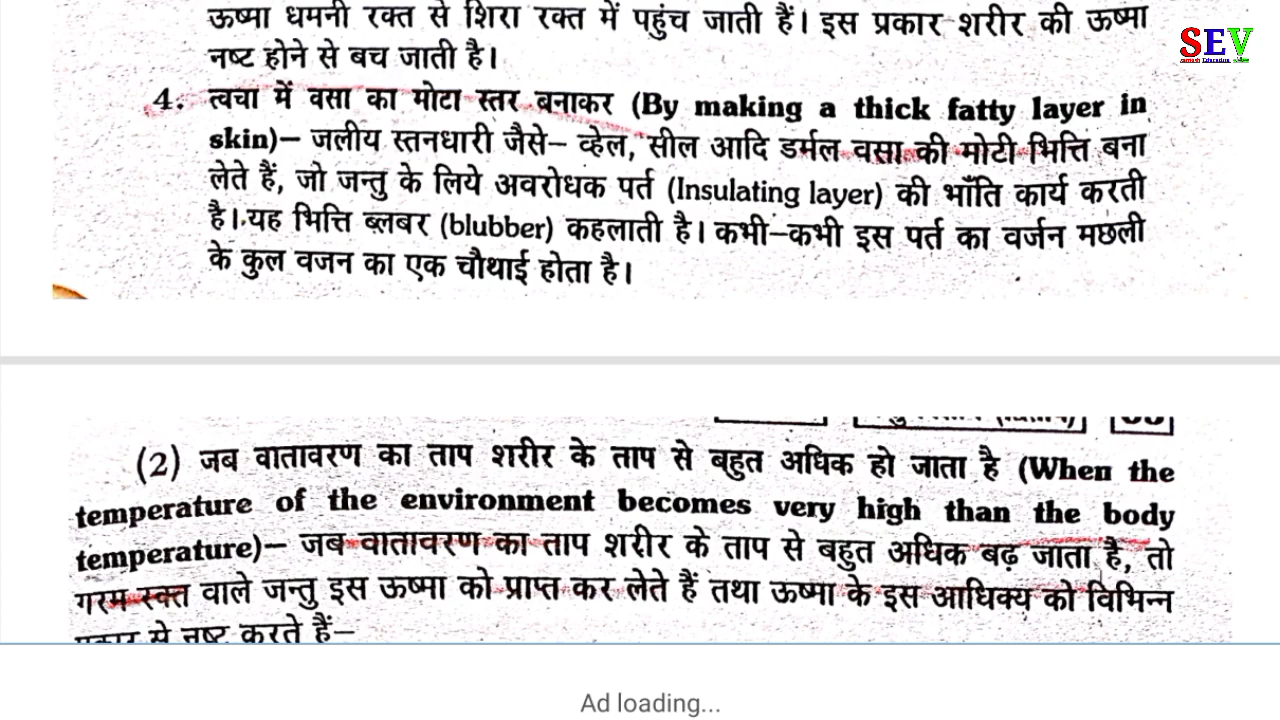 ऊष्मा धमनी रक्त से शिरा रक्त में पहुंच जाती हैं। इस प्रकार शरीर की ऊष्मा
SEV
नष्ट होने से बच जाती है।
4. त्वचा में वसा का मोटा स्तर बनाकर (By making a thick fatty layer in
skin)– जलीय स्तनधारी जैसे– व्हेल, सील आदि डर्मल वसा की मोटी भित्ति बना
लेते हैं, जो जन्तु के लिये अवरोधक पर्त (Insulating layer) की भाँति कार्य करती
है। यह भित्ति ब्लबर (blubber) कहलाती है। कभी–कभी इस पर्त का वर्जन मछली
के कुल वजन का एक चौथाई होता है।
(2) जब वातावरण का ताप शरीर के ताप से बहुत अधिक हो जाता है (When the
temperature of the environment becomes very high than the body
temperature)– जब वातावरण का ताप शरीर के ताप से बहुत अधिक बढ़ जाता है, तो
गरम रक्त वाले जन्तु इस ऊष्मा को प्राप्त कर लेते हैं तथा ऊष्मा के इस आधिक्य को विभिन्न
प्रकार से नष्ट करते हैं–
Ad loading...